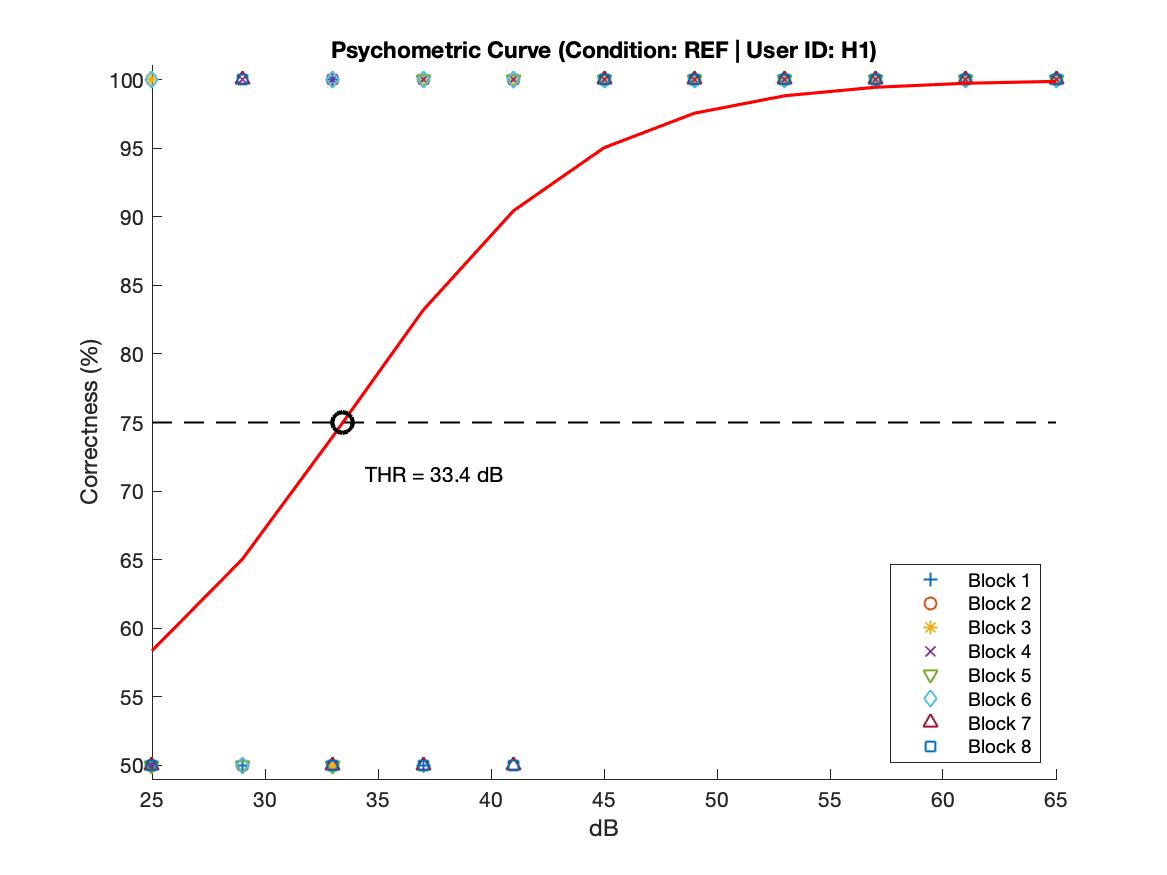 Psychometric Curve (Condition: REF | User ID: H1)
100
95
90
85
80
75
70
65
60
55
50
Correctness (%)
THR = 33.4 dB
Block 1
Block 2
Block 3
Block 4
Block 5
Block 6
Block 7
Block 8
25 30 35 40 45 50 55 60 65
dB